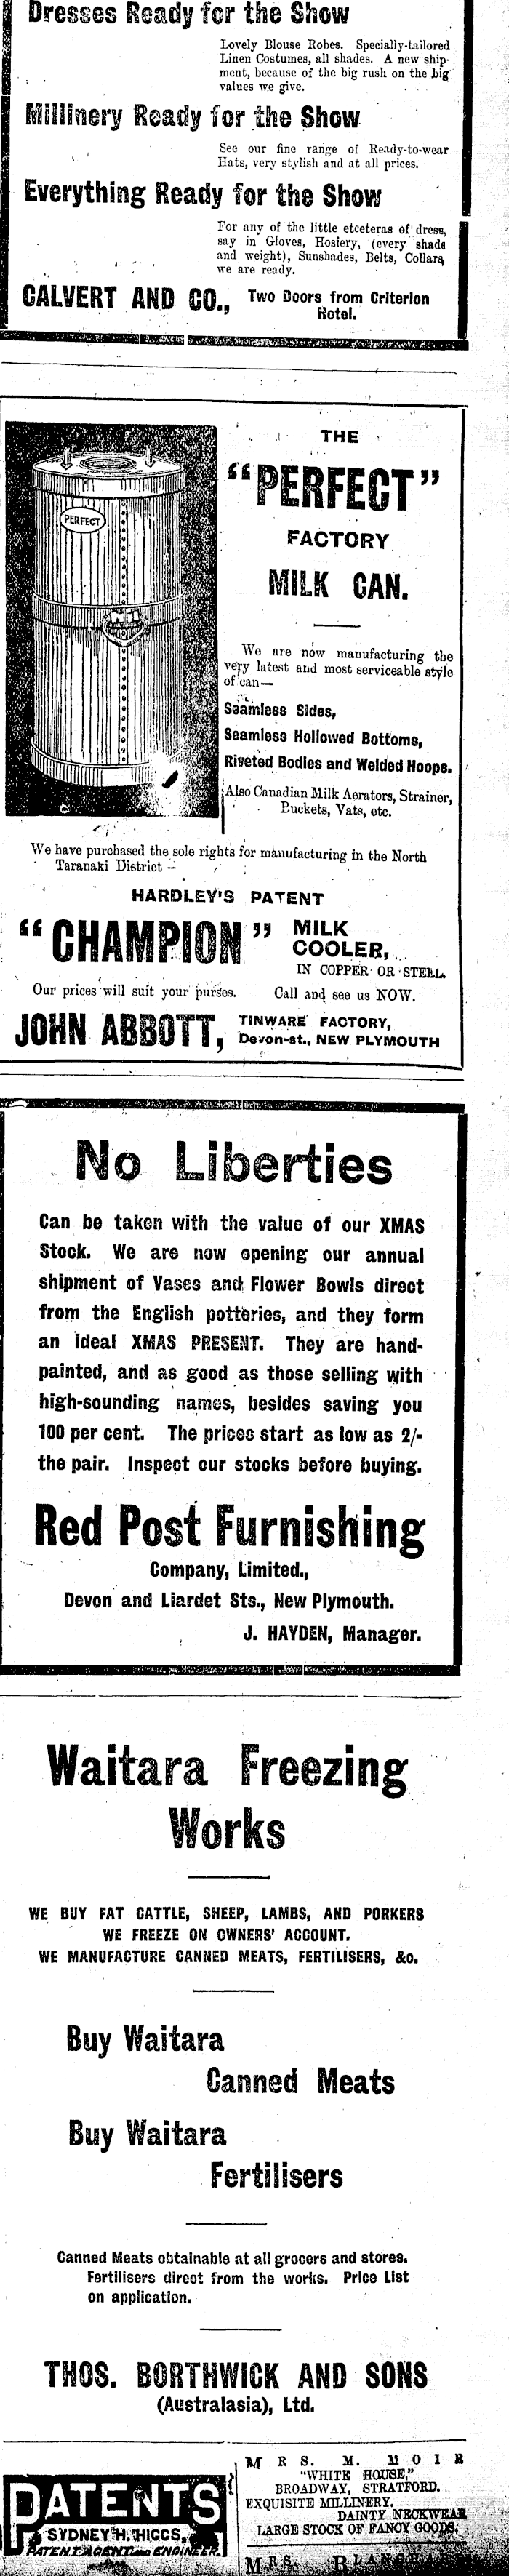 Dresses Ready for the Show
Lovely Blouse Robes. Specially-tailored
Linen Costumes, all shades. A new ship-
ment, because of the big rush on the big
values we give.
Millinery Ready for the Show
See our fine range of Ready-to-wear
Hats, very stylish and at all prices.
Everything Ready for the Show
For any of the little etceteras of dress,
say in Gloves, Hosiery, (every shade
and weight), Sunshades, Belts, Collars,
we are ready.
CALVERT AND CO., Two Doors from Criterion
Hotel.
THE
"PERFECT"
PERFECT
FACTORY
MILK CAN.
We are now manufacturing the
very latest and most serviceable style
of can—
Seamless Sides,
Seamless Hollowed Bottoms,
Riveted Bodies and Welded Hoops.
Also Canadian Milk Aerators, Strainer,
Buckets, Vats, etc.
We have purchased the sole rights for manufacturing in the North
Taranaki District —
HARDLEY'S PATENT
"CHAMPION" MILK
COOLER,
IN COPPER OR STEEL.
Our prices will suit your purses. Call and see us NOW.
JOHN ABBOTT, TINWARE FACTORY,
Devon-st., NEW PLYMOUTH
No Liberties
Can be taken with the value of our XMAS
Stock. We are now opening our annual
shipment of Vases and Flower Bowls direct
from the English potteries, and they form
an ideal XMAS PRESENT. They are hand-
painted, and as good as those selling with
high-sounding names, besides saving you
100 per cent. The prices start as low as 2/-
the pair. Inspect our stocks before buying.
Red Post Furnishing
Company, Limited.,
Devon and Liardet Sts., New Plymouth.
J. HAYDEN, Manager.
Waitara Freezing
Works
WE BUY FAT CATTLE, SHEEP, LAMBS, AND PORKERS
WE FREEZE ON OWNERS' ACCOUNT.
WE MANUFACTURE CANNED MEATS, FERTILISERS, &c.
Buy Waitara
Canned Meats
Buy Waitara
Fertilisers
Canned Meats obtainable at all grocers and stores.
Fertilisers direct from the works. Price List
on application.
THOS. BORTHWICK AND SONS
(Australasia), Ltd.
PATENTS
SYDNEY H. HIGGS,
PATENT AGENT AND ENGINEER.
MRS. M. MOIR
"WHITE HOUSE,"
BROADWAY, STRATFORD.
EXQUISITE MILLINERY,
DAINTY NECKWEAR
LARGE STOCK OF FANCY GOODS.
MRS.